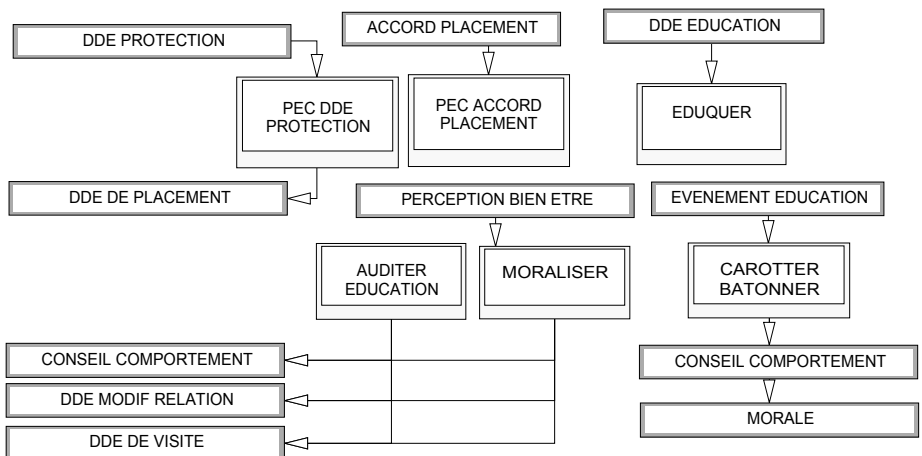 DDE PROTECTION
ACCORD PLACEMENT
DDE EDUCATION
PEC DDE
PROTECTION
PEC ACCORD
PLACEMENT
EDUQUER
DDE DE PLACEMENT
PERCEPTION BIEN ETRE
EVENEMENT EDUCATION
AUDITER
EDUCATION
MORALISER
CAROTTER
BATONNER
CONSEIL COMPORTEMENT
CONSEIL COMPORTEMENT
DDE MODIF RELATION
MORALE
DDE DE VISITE